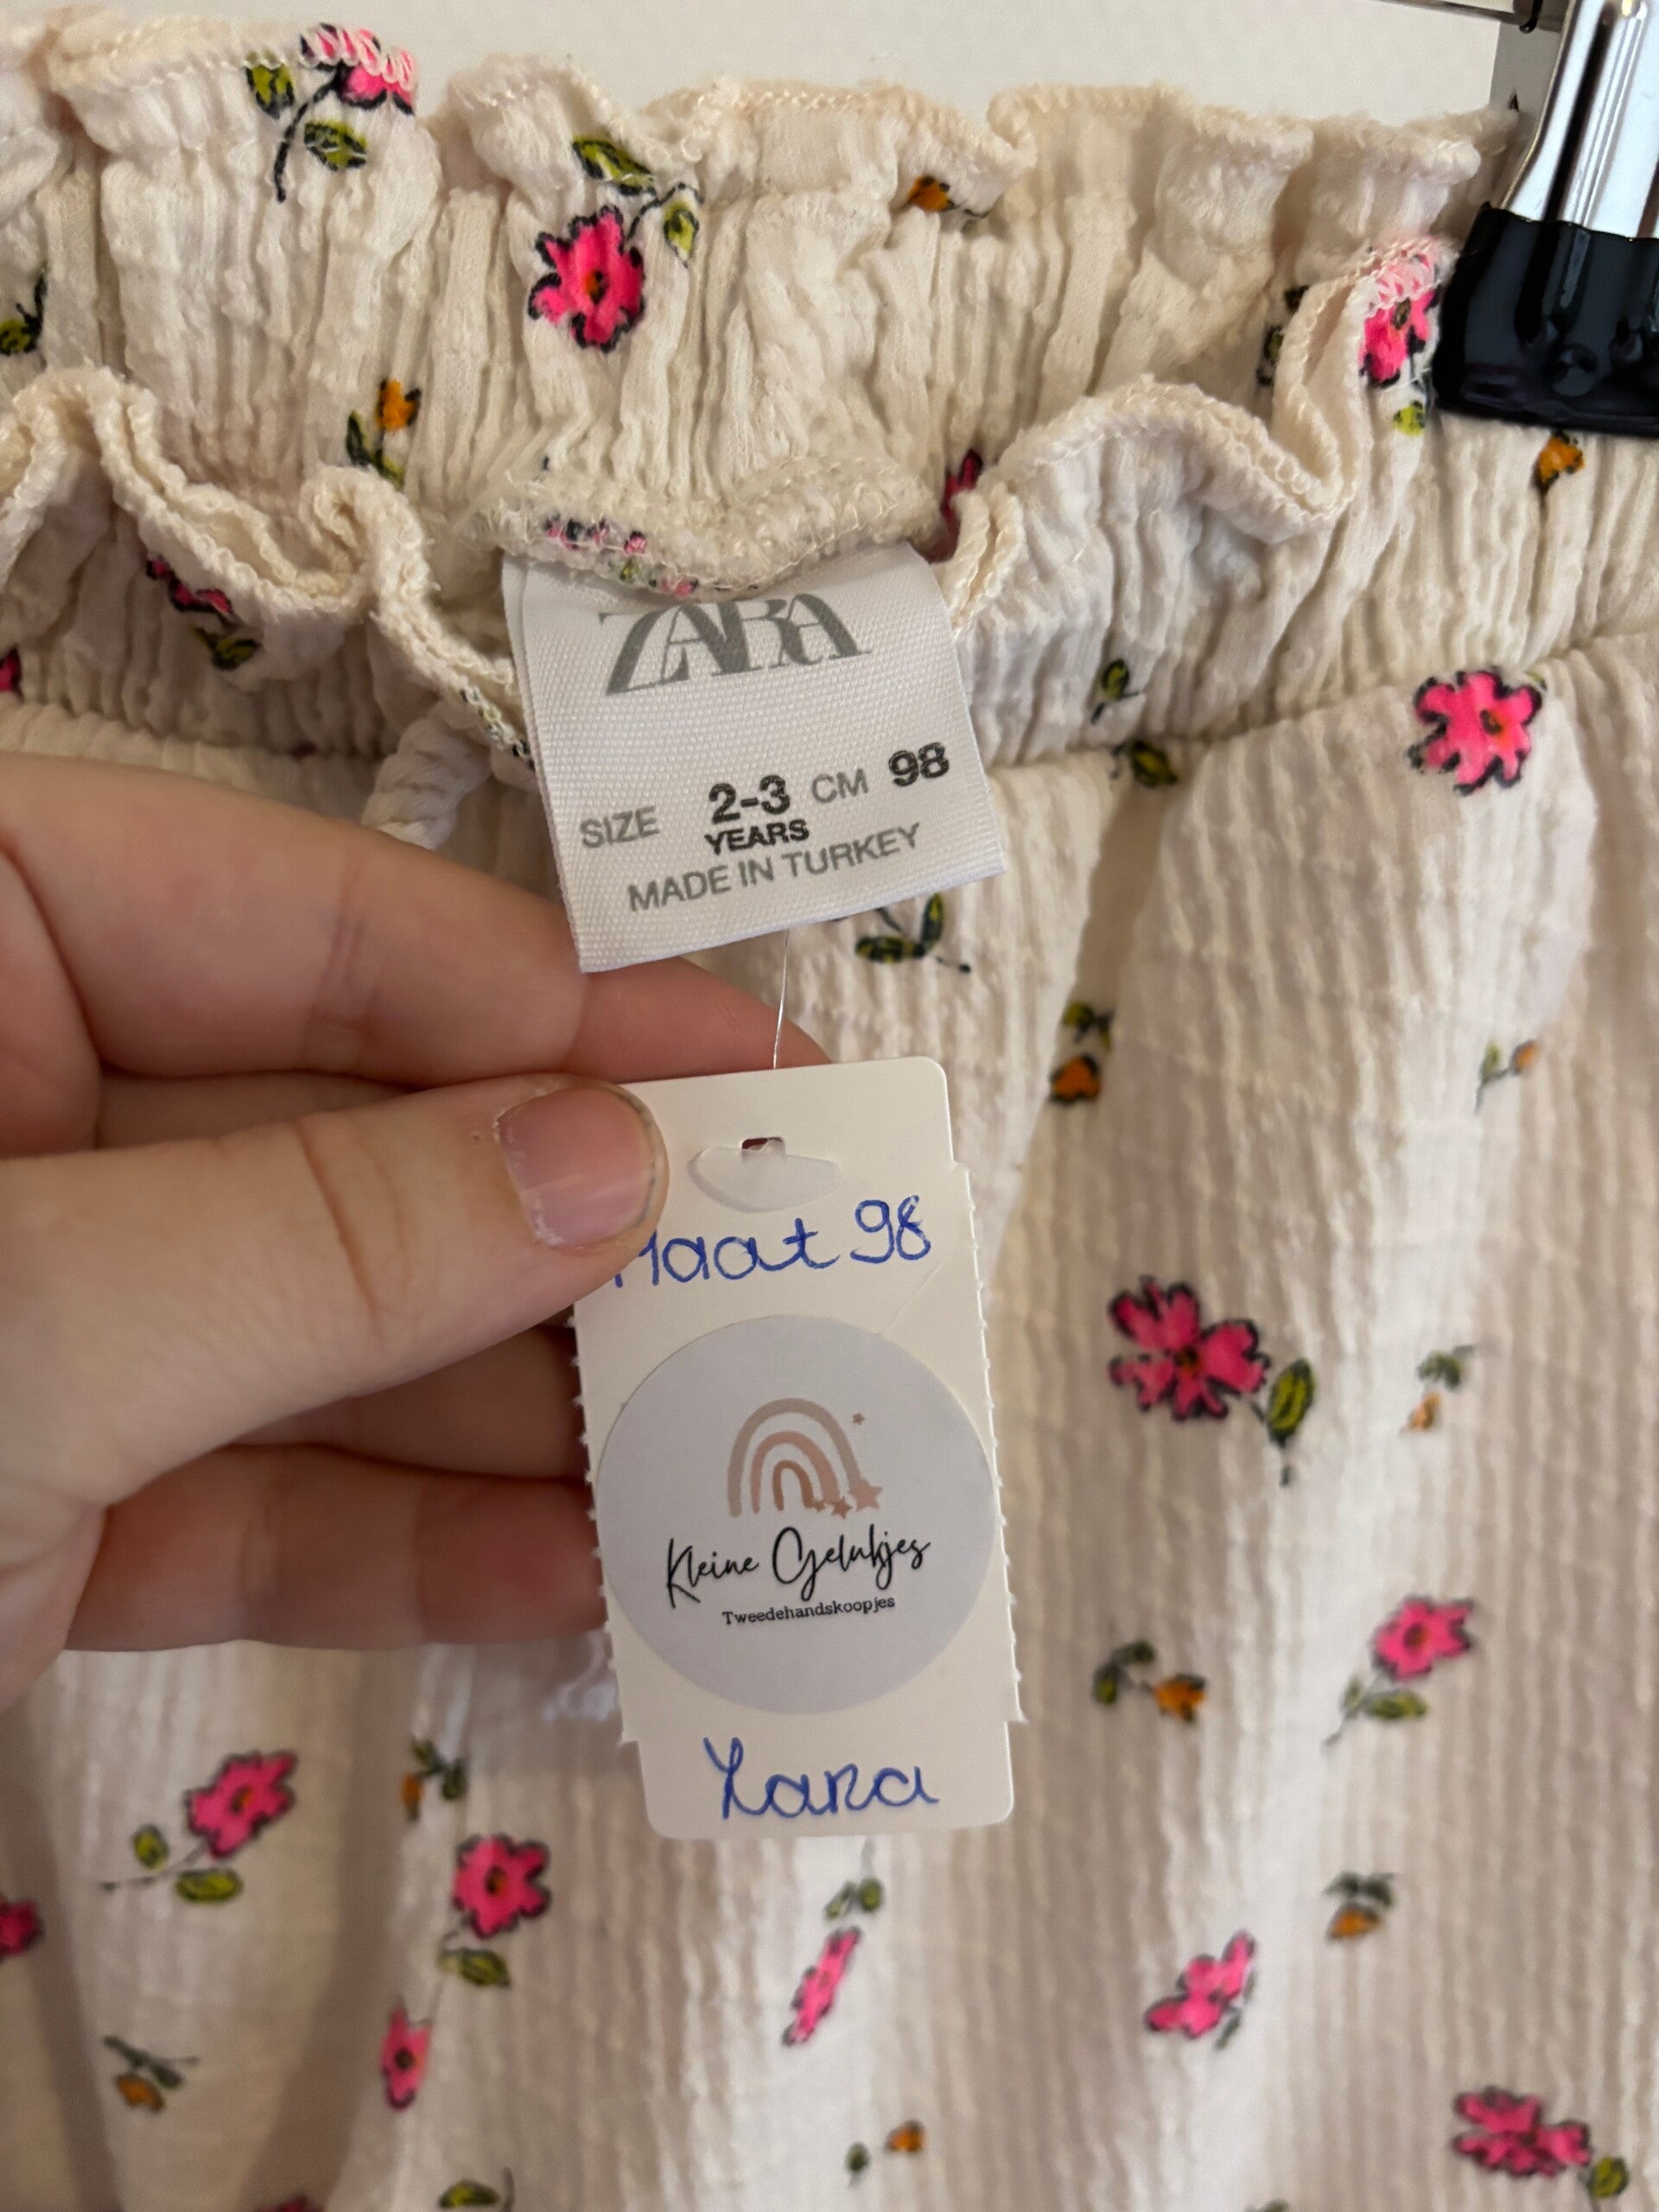 ZARA
SIZE 2-3 CM 98
YEARS
MADE IN TURKEY
Maat 98
Kleine Gelukjes
Tweedehandskoopjes
Zara